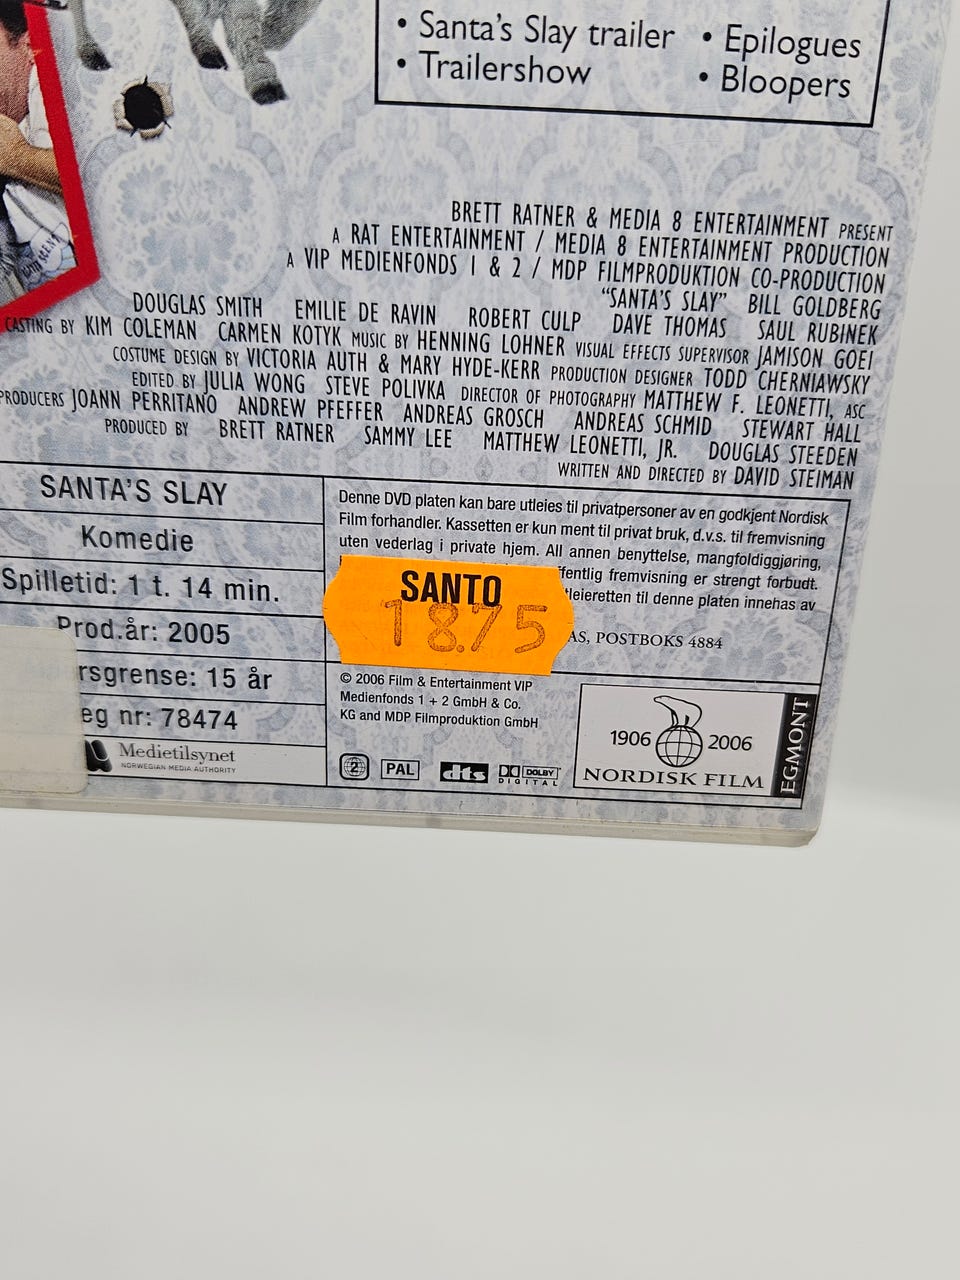 • Santa's Slay trailer • Epilogues
• Trailershow • Bloopers
BRETT RATNER & MEDIA 8 ENTERTAINMENT PRESENT
A RAT ENTERTAINMENT / MEDIA 8 ENTERTAINMENT PRODUCTION
A VIP MEDIENFONDS 1 & 2 / MDP FILMPRODUKTION CO-PRODUCTION
"SANTA'S SLAY" BILL GOLDBERG
DOUGLAS SMITH EMILIE DE RAVIN ROBERT CULP DAVE THOMAS SAUL RUBINEK
CASTING BY KIM COLEMAN CARMEN KOTYK MUSIC BY HENNING LOHNER VISUAL EFFECTS SUPERVISOR JAMISON GOEI
COSTUME DESIGN BY VICTORIA AUTH & MARY HYDE-KERR PRODUCTION DESIGNER TODD CHERNIAWSKY
EDITED BY JULIA WONG STEVE POLIVKA DIRECTOR OF PHOTOGRAPHY MATTHEW F. LEONETTI, ASC
PRODUCERS JOANN PERRITANO ANDREW PFEFFER ANDREAS GROSCH ANDREAS SCHMID STEWART HALL
PRODUCED BY BRETT RATNER SAMMY LEE MATTHEW LEONETTI, JR. DOUGLAS STEEDEN
WRITTEN AND DIRECTED BY DAVID STEIMAN
SANTA'S SLAY
Komedie
Spilletid: 1 t. 14 min.
Prod.år: 2005
rsgrense: 15 år
eg nr: 78474
Medietilsynet
NORWEGIAN MEDIA AUTHORITY
Denne DVD platen kan bare utleies til privatpersoner av en godkjent Nordisk
Film forhandler. Kassetten er kun ment til privat bruk, d.v.s. til fremvisning
uten vederlag i private hjem. All annen benyttelse, mangfoldiggjøring,
ffentlig fremvisning er strengt forbudt.
tleieretten til denne platen innehas av
AS, POSTBOKS 4884
SANTO
18.75
© 2006 Film & Entertainment VIP
Medienfonds 1 + 2 GmbH & Co.
KG and MDP Filmproduktion GmbH
2 PAL dts DOLBY
DIGITAL
1906 2006
NORDISK FILM
EGMONT